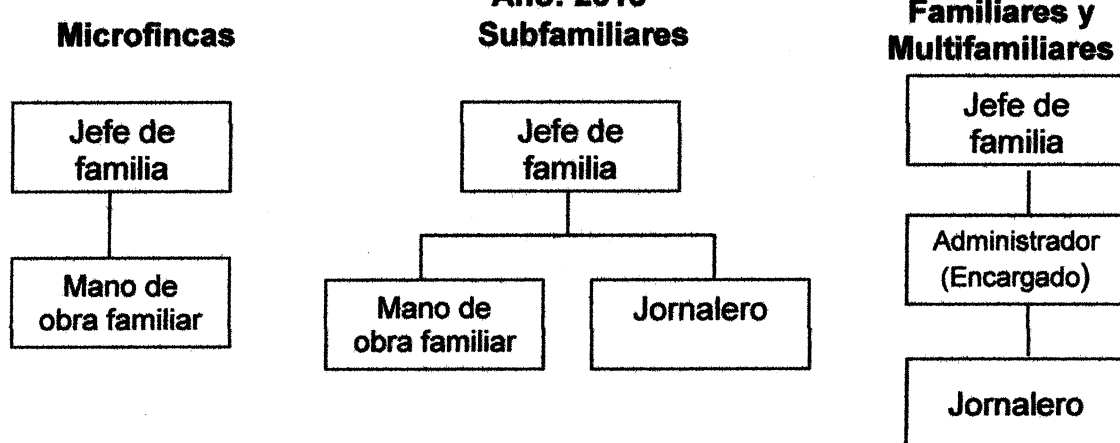 Microfincas
Jefe de
familia
Mano de
obra familiar
Subfamiliares
Jefe de
familia
Mano de
obra familiar
Jornalero
Familiares y
Multifamiliares
Jefe de
familia
Administrador
(Encargado)
Jornalero